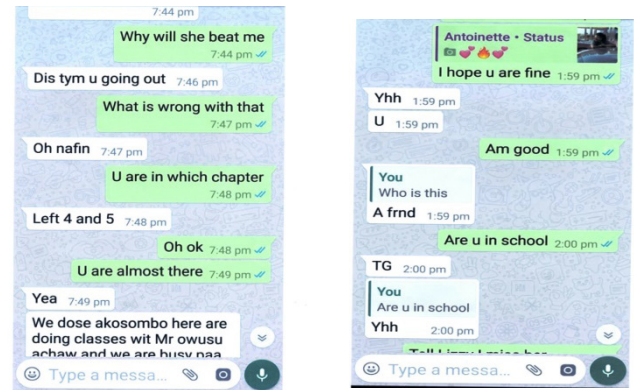 7:44 pm
Why will she beat me
7:44 pm
Dis tym u going out 7:46 pm
What is wrong with that
7:47 pm
Oh nafin 7:47 pm
U are in which chapter
7:48 pm
Left 4 and 5 7:48 pm
Oh ok 7:48 pm
U are almost there 7:49 pm
Yea 7:49 pm
We dose akosombo here are
doing classes wit Mr owusu
achaw and we are busy paa
Type a messa...
Antoinette • Status
I hope u are fine 1:59 pm
Yhh 1:59 pm
U 1:59 pm
Am good 1:59 pm
You
Who is this
A frnd 1:59 pm
Are u in school 2:00 pm
TG 2:00 pm
You
Are u in school
Yhh 2:00 pm
Tell Lizzy I miss her
Type a messa...